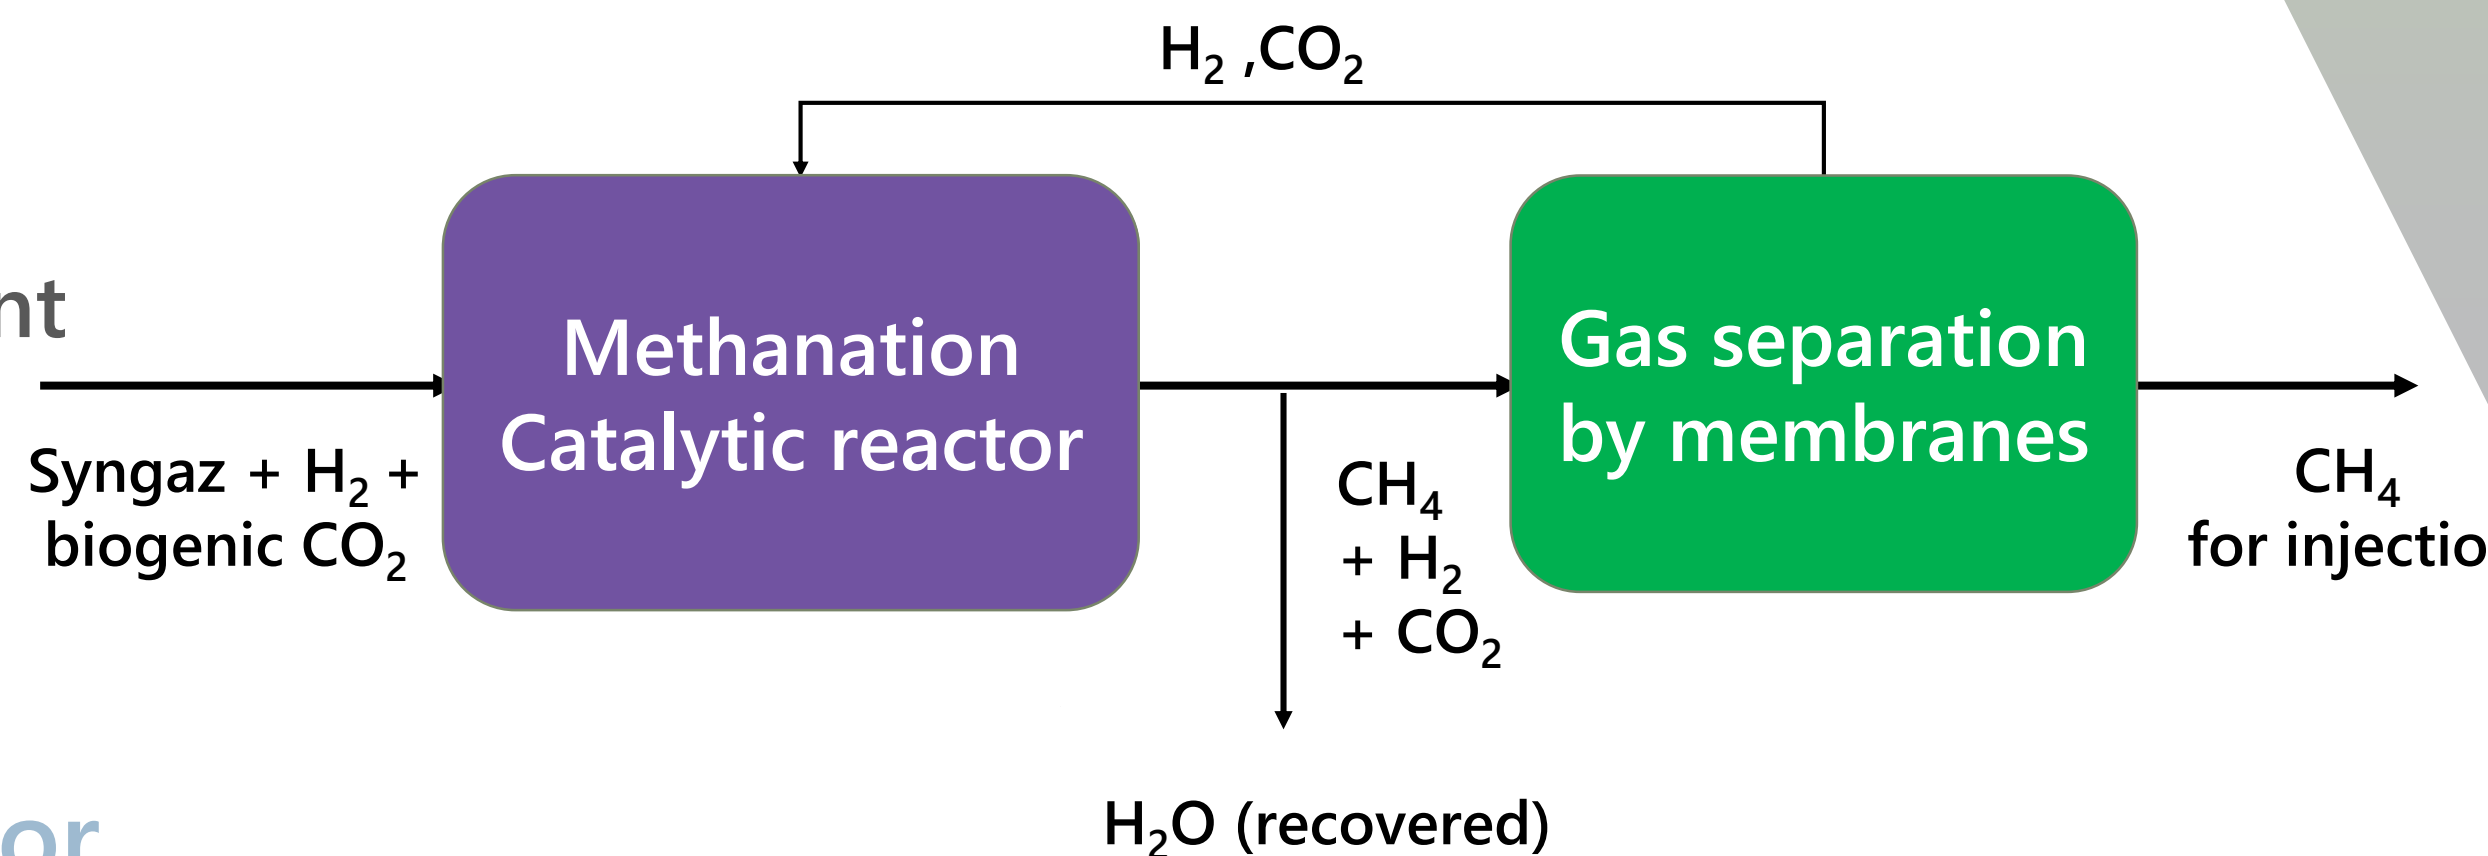 H₂ ,CO₂
nt
Methanation
Catalytic reactor
Gas separation
by membranes
Syngaz + H₂ +
biogenic CO₂
CH₄
+ H₂
+ CO₂
CH₄
for injectio
H₂O (recovered)
or